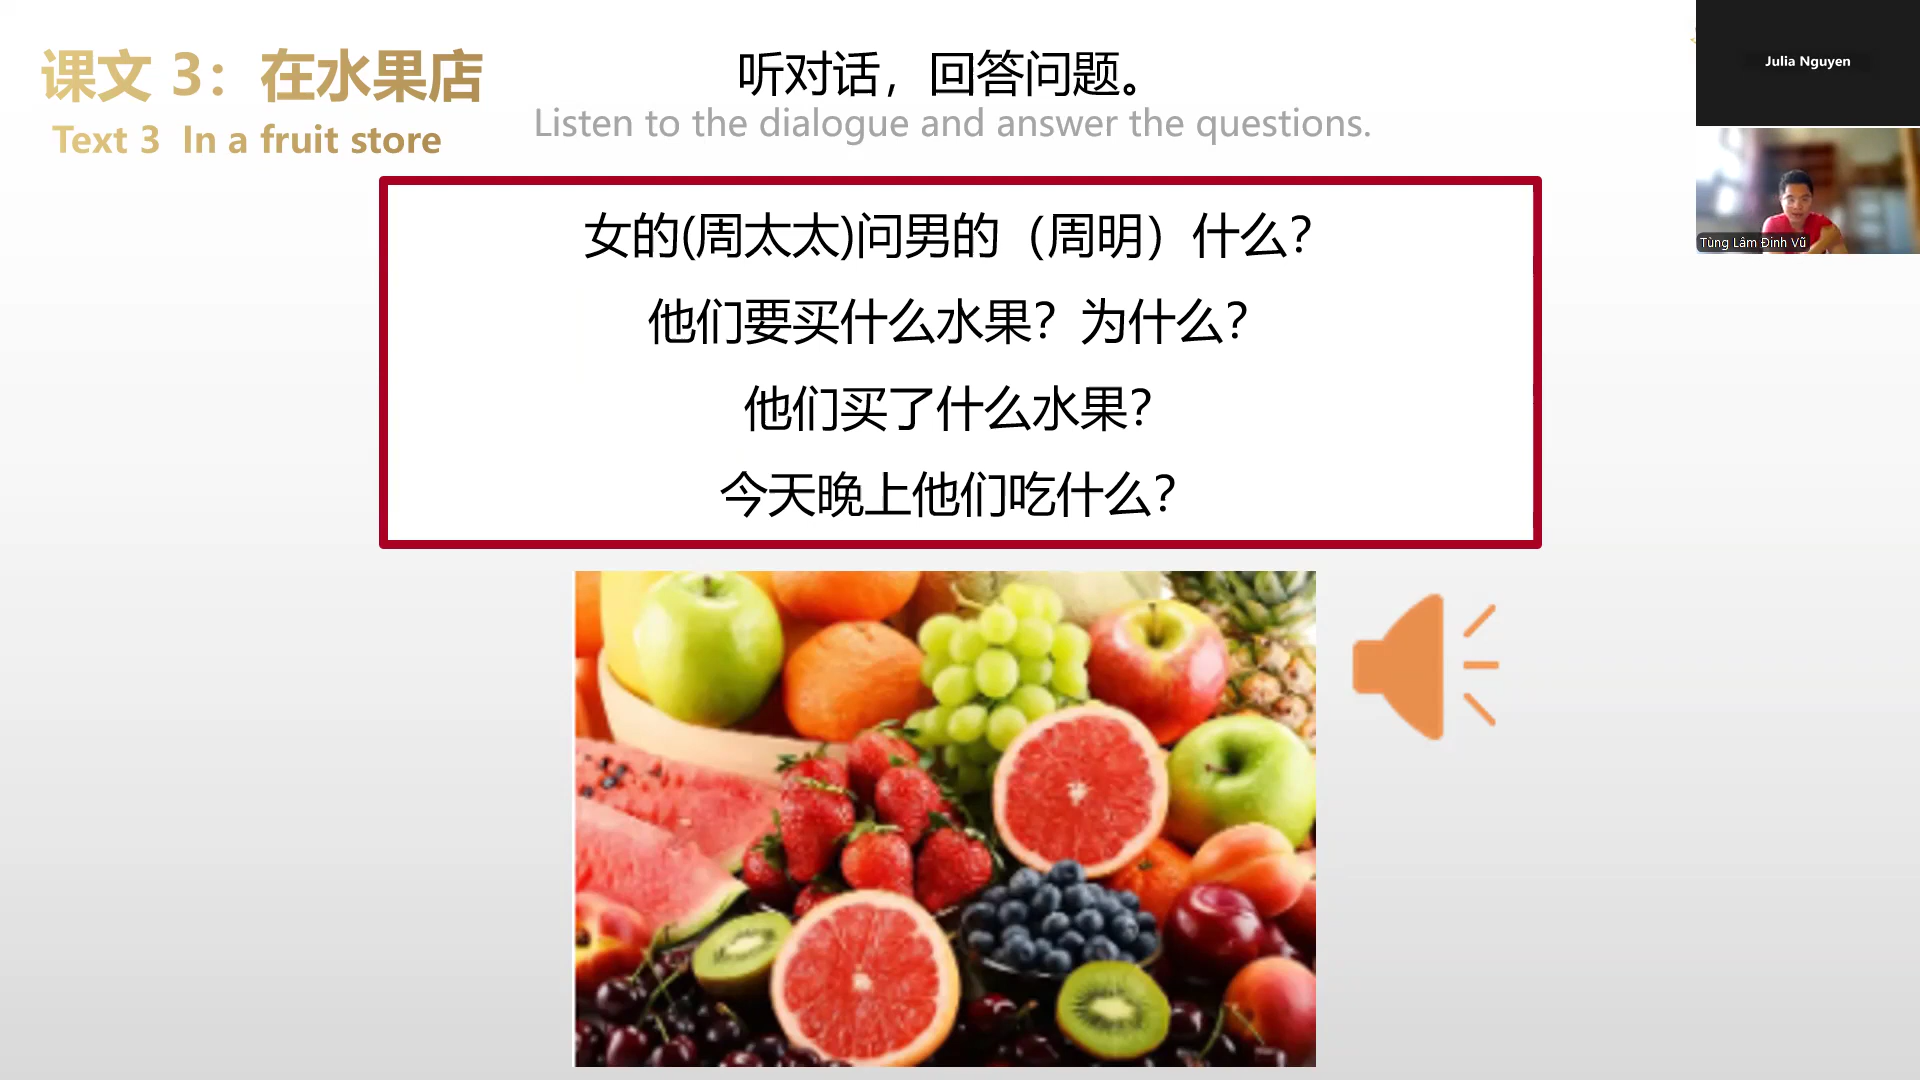 课文 3：在水果店
Text 3 In a fruit store
听对话，回答问题。
Listen to the dialogue and answer the questions.
女的(周太太)问男的（周明）什么？
他们要买什么水果？为什么？
他们买了什么水果？
今天晚上他们吃什么？
Julia Nguyen
Tùng Lâm Đinh Vũ